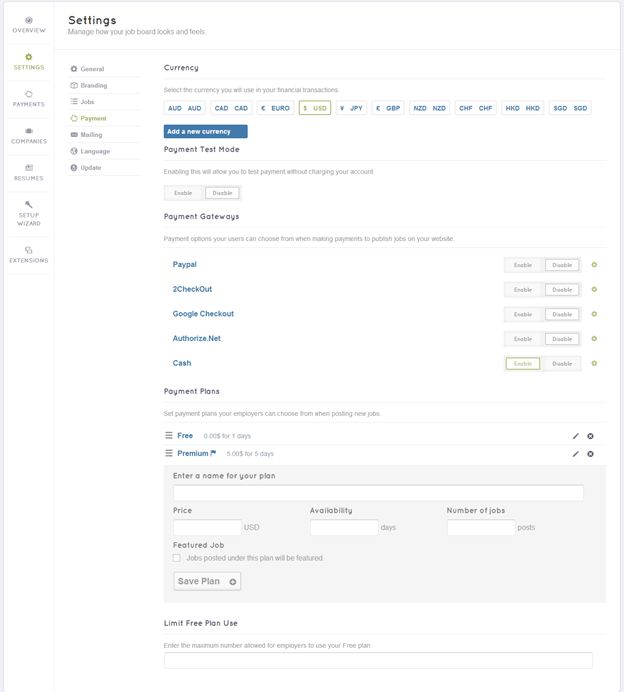 Settings
Manage how your job board looks and feels.
OVERVIEW
SETTINGS
PAYMENTS
COMPANIES
RESUMES
SETUP
WIZARD
EXTENSIONS
General
Branding
Jobs
Payment
Mailing
Language
Update
Currency
Select the currency you will use in your financial transactions.
AUD AUD CAD CAD € EURO $ USD ¥ JPY £ GBP NZD NZD CHF CHF HKD HKD SGD SGD
Add a new currency
Payment Test Mode
Enabling this will allow you to test payment without charging your account
Enable Disable
Payment Gateways
Payment options your users can choose from when making payments to publish jobs on your website.
Paypal Enable Disable
2CheckOut Enable Disable
Google Checkout Enable Disable
Authorize.Net Enable Disable
Cash Enable Disable
Payment Plans
Set payment plans your employers can choose from when posting new jobs.
Free 0.00$ for 1 days
Premium 5.00$ for 5 days
Enter a name for your plan
Price Availability Number of jobs
USD days posts
Featured Job
Jobs posted under this plan will be featured.
Save Plan
Limit Free Plan Use
Enter the maximum number allowed for employers to use your Free plan